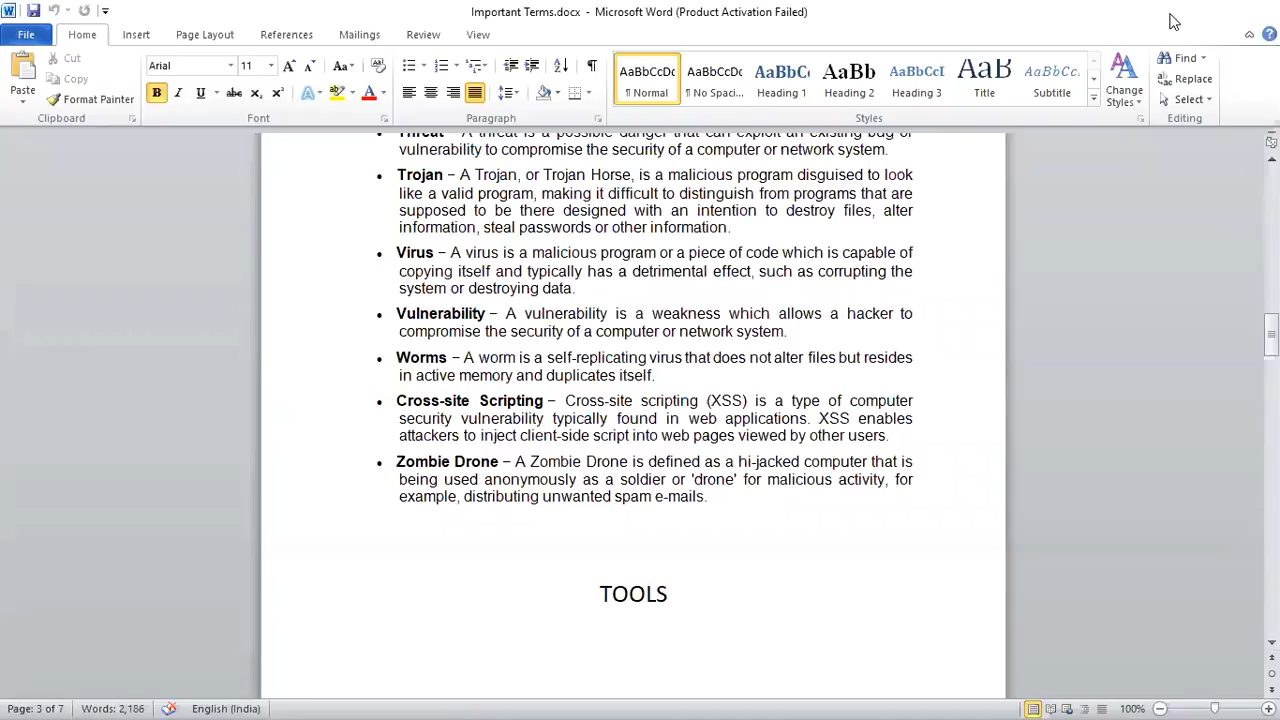 Important Terms.docx - Microsoft Word (Product Activation Failed)
File Home Insert Page Layout References Mailings Review View
Paste
Cut
Copy
Format Painter
Clipboard
Arial 11
Font
Paragraph
AaBbCcDc AaBbCcDc AaBbCc AaBb AaBbCcI AaB AaBbCc.
¶ Normal ¶ No Spaci... Heading 1 Heading 2 Heading 3 Title Subtitle
Change Styles
Styles
Find
Replace
Select
Editing
Threat – A threat is a possible danger that can exploit an existing bug or
vulnerability to compromise the security of a computer or network system.
• Trojan – A Trojan, or Trojan Horse, is a malicious program disguised to look
like a valid program, making it difficult to distinguish from programs that are
supposed to be there designed with an intention to destroy files, alter
information, steal passwords or other information.
• Virus – A virus is a malicious program or a piece of code which is capable of
copying itself and typically has a detrimental effect, such as corrupting the
system or destroying data.
• Vulnerability – A vulnerability is a weakness which allows a hacker to
compromise the security of a computer or network system.
• Worms – A worm is a self-replicating virus that does not alter files but resides
in active memory and duplicates itself.
• Cross-site Scripting – Cross-site scripting (XSS) is a type of computer
security vulnerability typically found in web applications. XSS enables
attackers to inject client-side script into web pages viewed by other users.
• Zombie Drone – A Zombie Drone is defined as a hi-jacked computer that is
being used anonymously as a soldier or 'drone' for malicious activity, for
example, distributing unwanted spam e-mails.
TOOLS
Page: 3 of 7 Words: 2,186 English (India) 100%